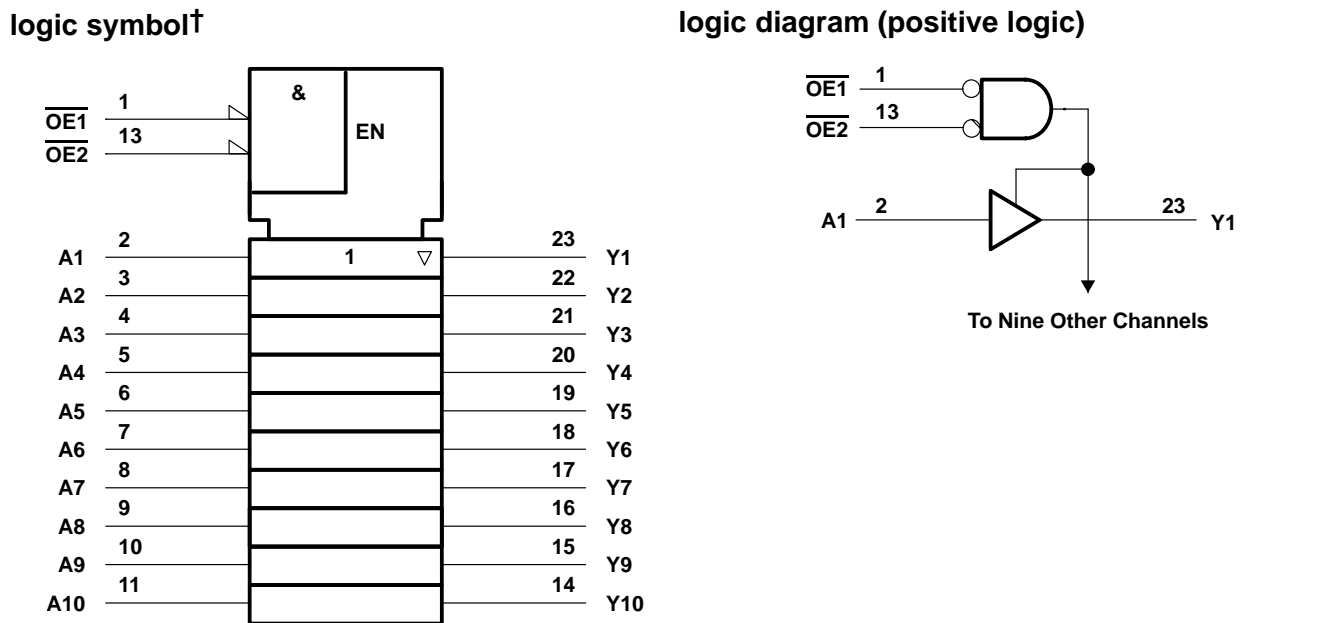 logic symbol†
&
EN
OE1 1
OE2 13
A1 2 1 ▽ 23 Y1
A2 3 22 Y2
A3 4 21 Y3
A4 5 20 Y4
A5 6 19 Y5
A6 7 18 Y6
A7 8 17 Y7
A8 9 16 Y8
A9 10 15 Y9
A10 11 14 Y10
logic diagram (positive logic)
OE1 1
OE2 13
A1 2 23 Y1
To Nine Other Channels